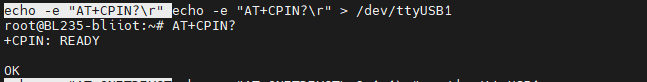 echo -e "AT+CPIN?\r" echo -e "AT+CPIN?\r" > /dev/ttyUSB1
root@BL235-bliiot:~# AT+CPIN?
+CPIN: READY
OK